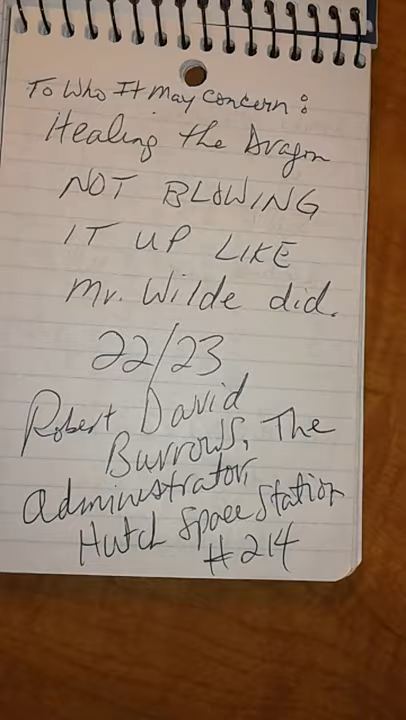 To Who It May Concern:
Healing the Dragon
NOT BLOWING
IT UP LIKE
Mr. Wilde did.
22/23
Robert David
Burrows, The
Administrator,
Hutch Space Station
#214